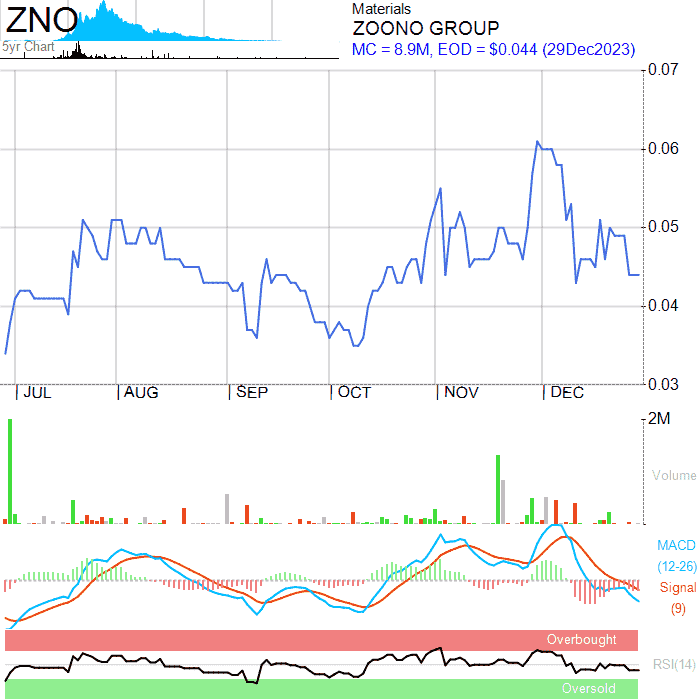 ZNO
5yr Chart
Materials
ZOONO GROUP
MC = 8.9M, EOD = $0.044 (29Dec2023)
0.07
0.06
0.05
0.04
0.03
JUL
AUG
SEP
OCT
NOV
DEC
2M
Volume
MACD
(12-26)
Signal
(9)
Overbought
RSI(14)
Oversold